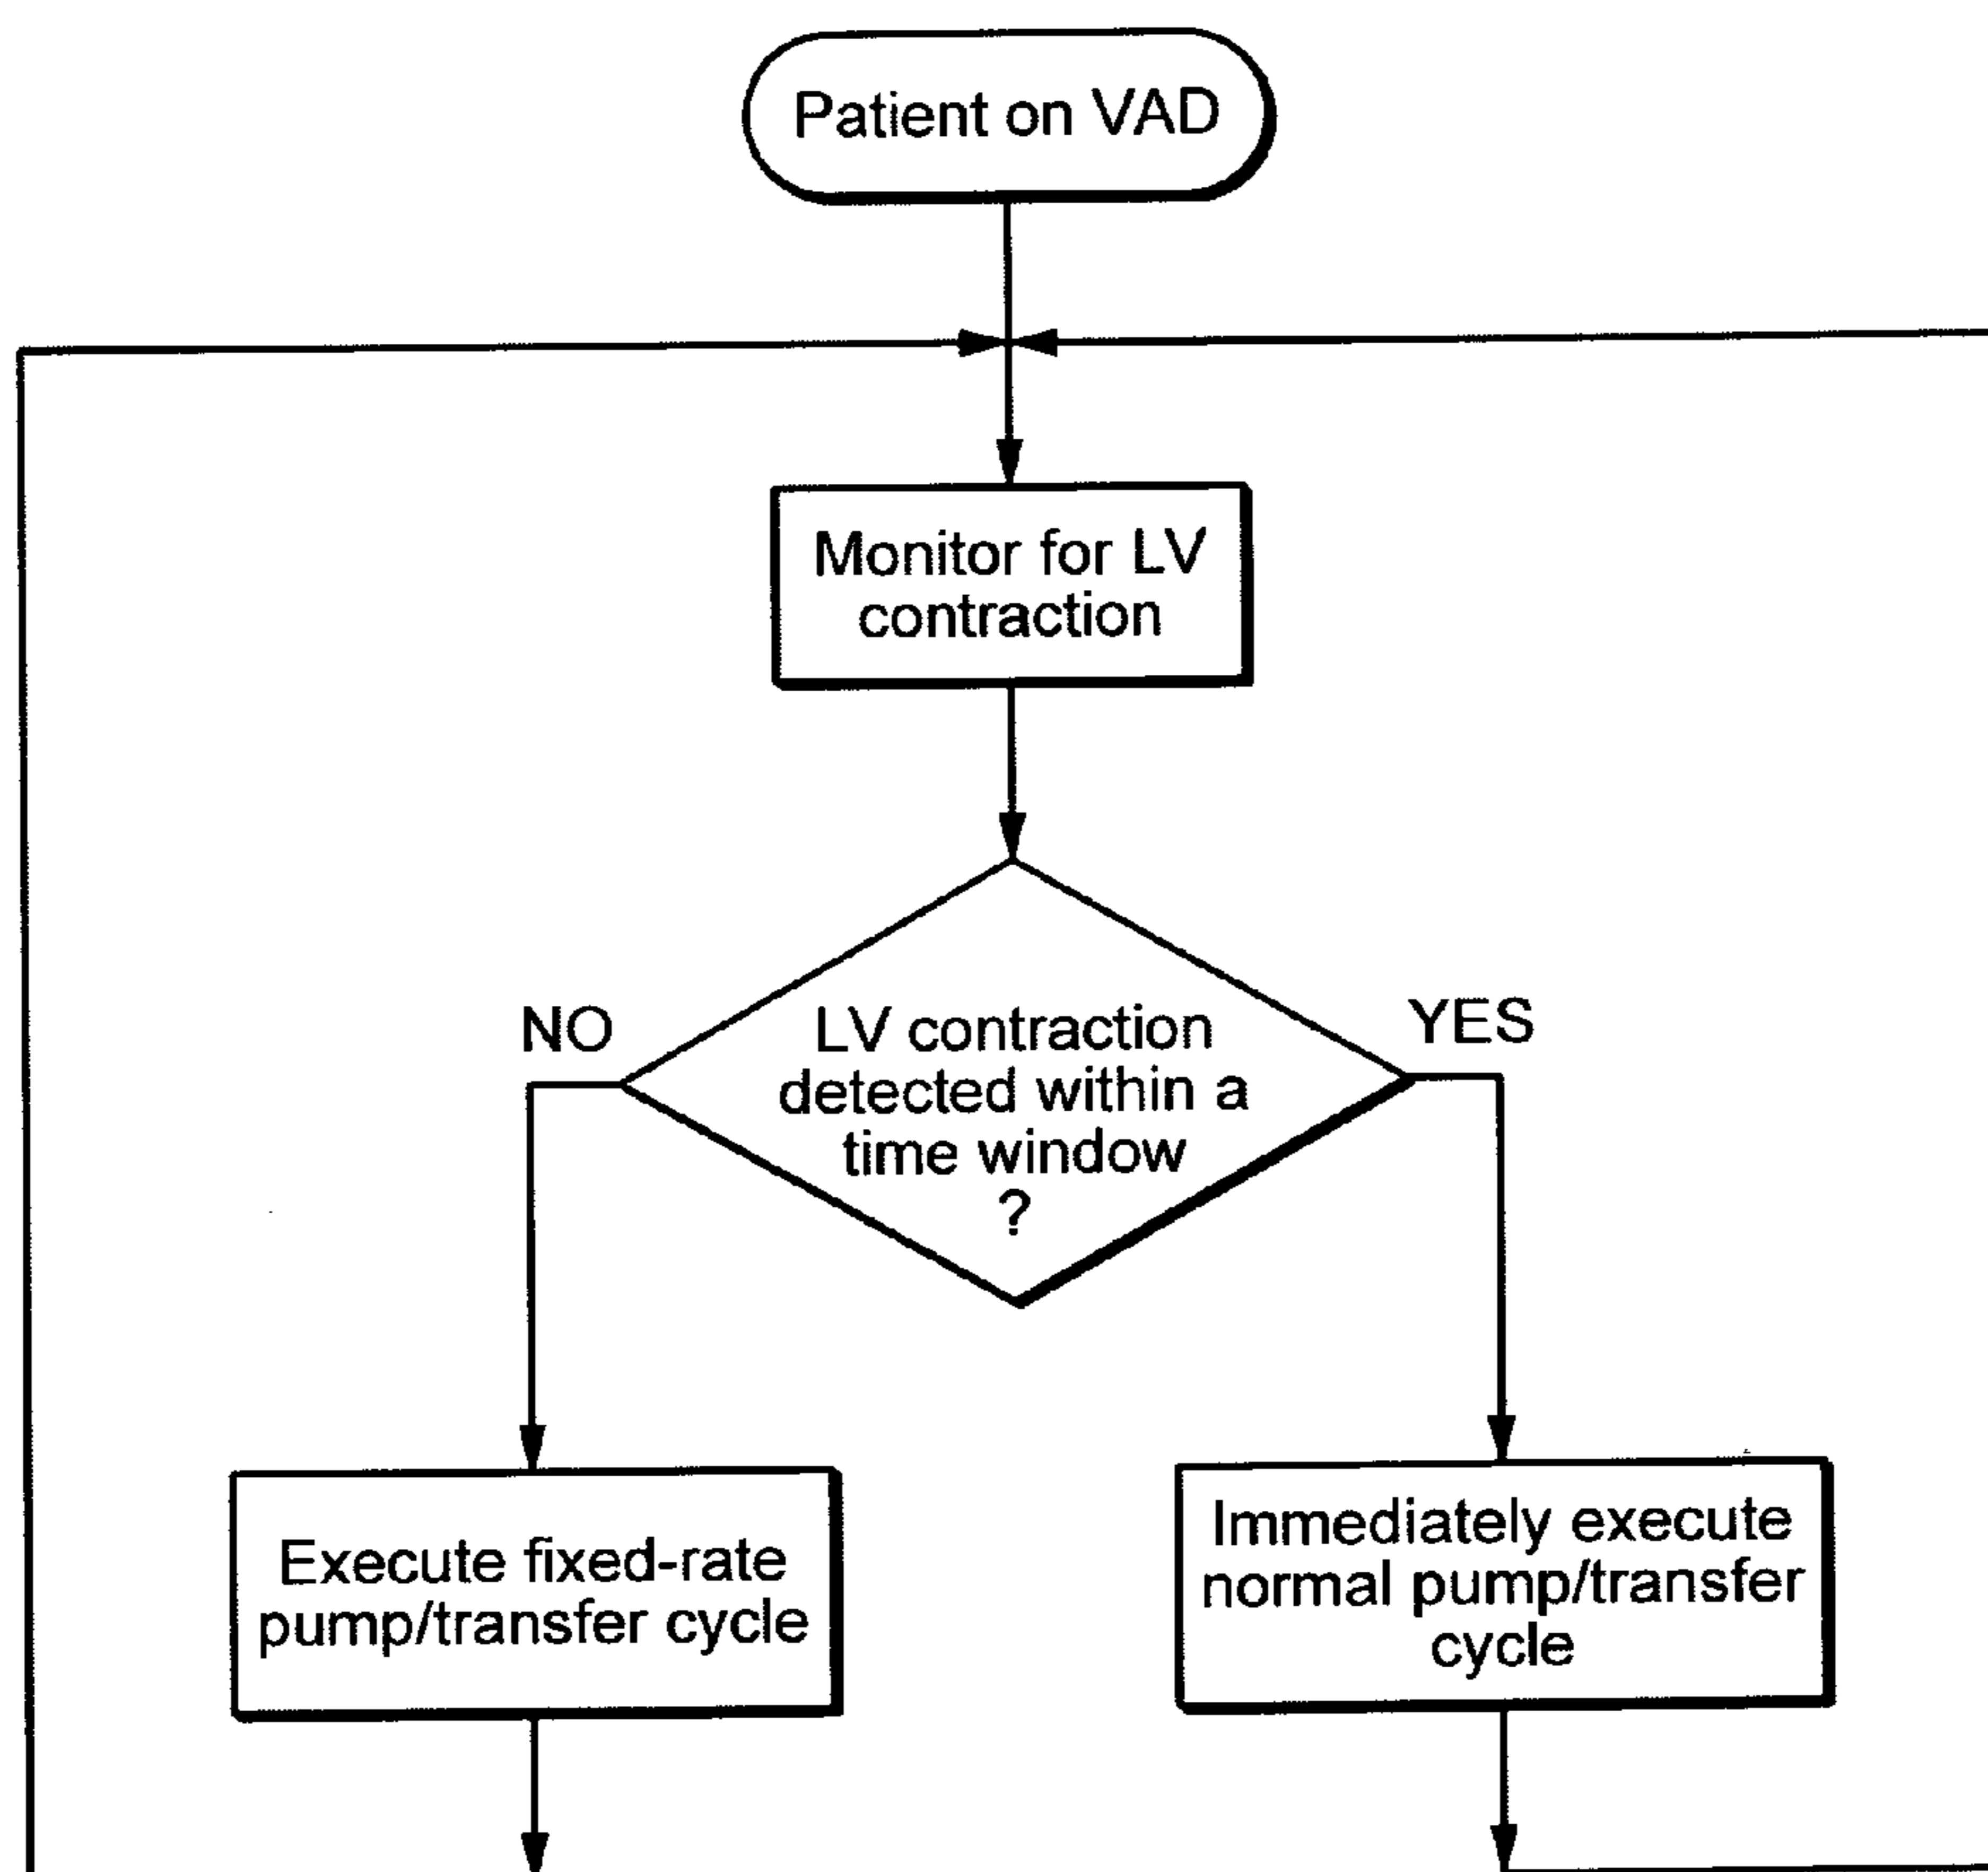 Patient on VAD
Monitor for LV
contraction
NO
YES
LV contraction
detected within a
time window
?
Execute fixed-rate
pump/transfer cycle
Immediately execute
normal pump/transfer
cycle